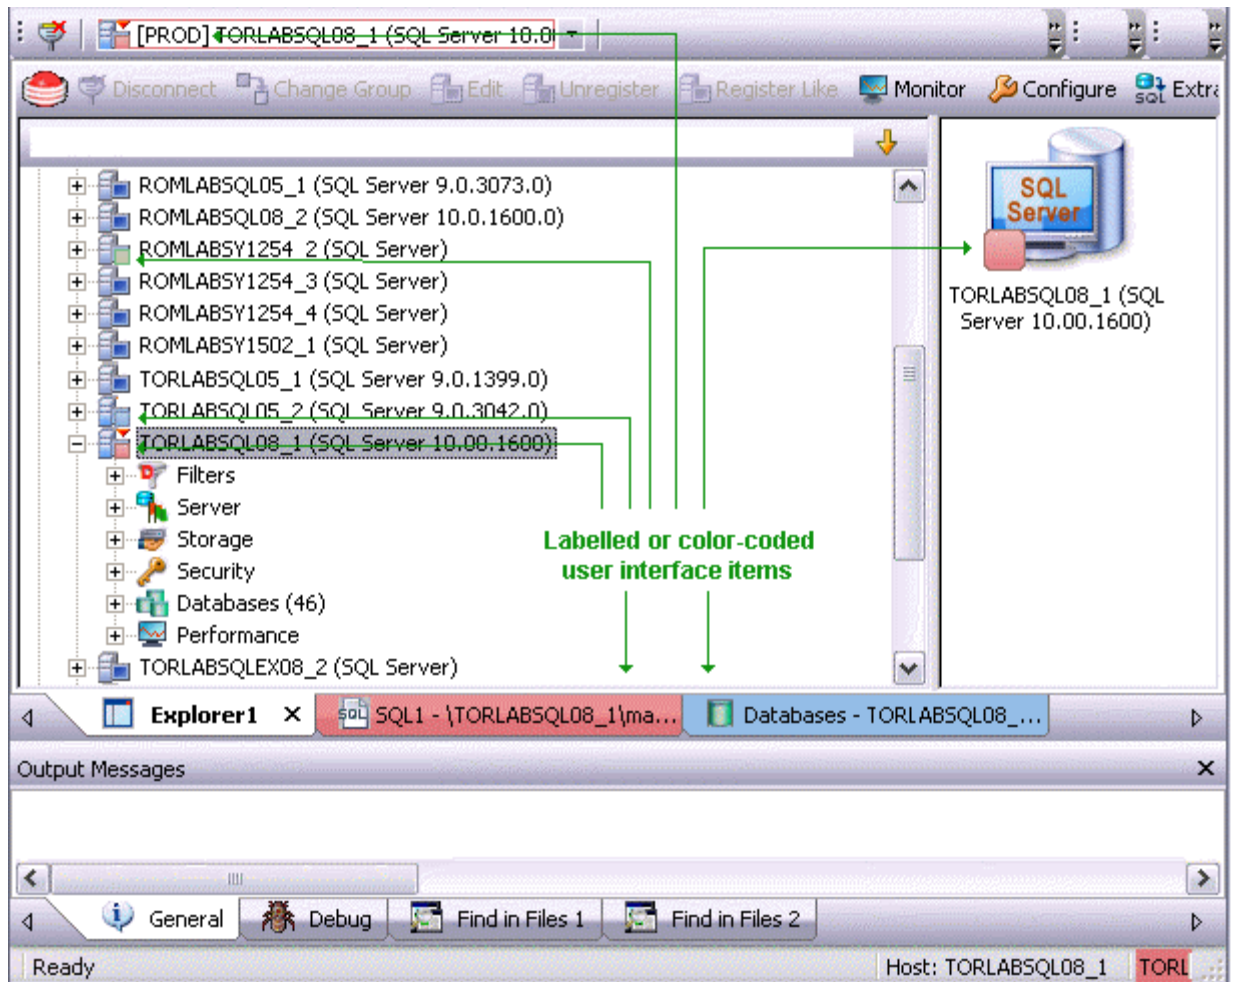 [PROD] TORLABSQL08_1 (SQL Server 10.0
Disconnect Change Group Edit Unregister Register Like Monitor Configure SQL Extra
ROMLABSQL05_1 (SQL Server 9.0.3073.0)
ROMLABSQL08_2 (SQL Server 10.0.1600.0)
ROMLABSY1254_2 (SQL Server)
ROMLABSY1254_3 (SQL Server)
ROMLABSY1254_4 (SQL Server)
ROMLABSY1502_1 (SQL Server)
TORLABSQL05_1 (SQL Server 9.0.1399.0)
TORLABSQL05_2 (SQL Server 9.0.3042.0)
TORLABSQL08_1 (SQL Server 10.00.1600)
Filters
Server
Storage
Security
Databases (46)
Performance
TORLABSQLEX08_2 (SQL Server)
Labelled or color-coded
user interface items
SQL
Server
TORLABSQL08_1 (SQL
Server 10.00.1600)
Explorer1 SQL SQL1 - \TORLABSQL08_1\ma... Databases - TORLABSQL08_...
Output Messages
General Debug Find in Files 1 Find in Files 2
Ready Host: TORLABSQL08_1 TORL